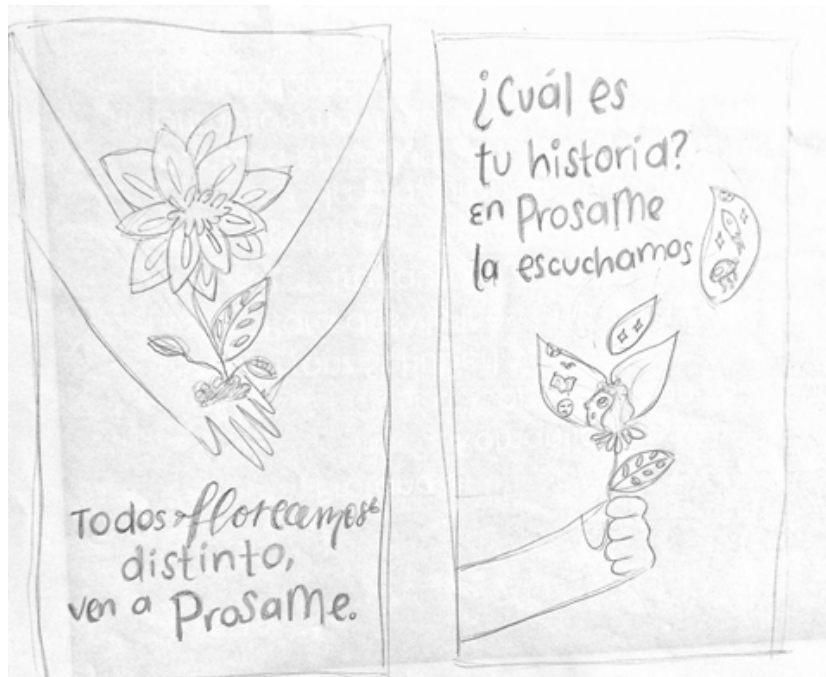 Todos florecemos
distinto,
ven a ProsaMe.
¿Cuál es
tu historia?
En ProsaMe
la escuchamos